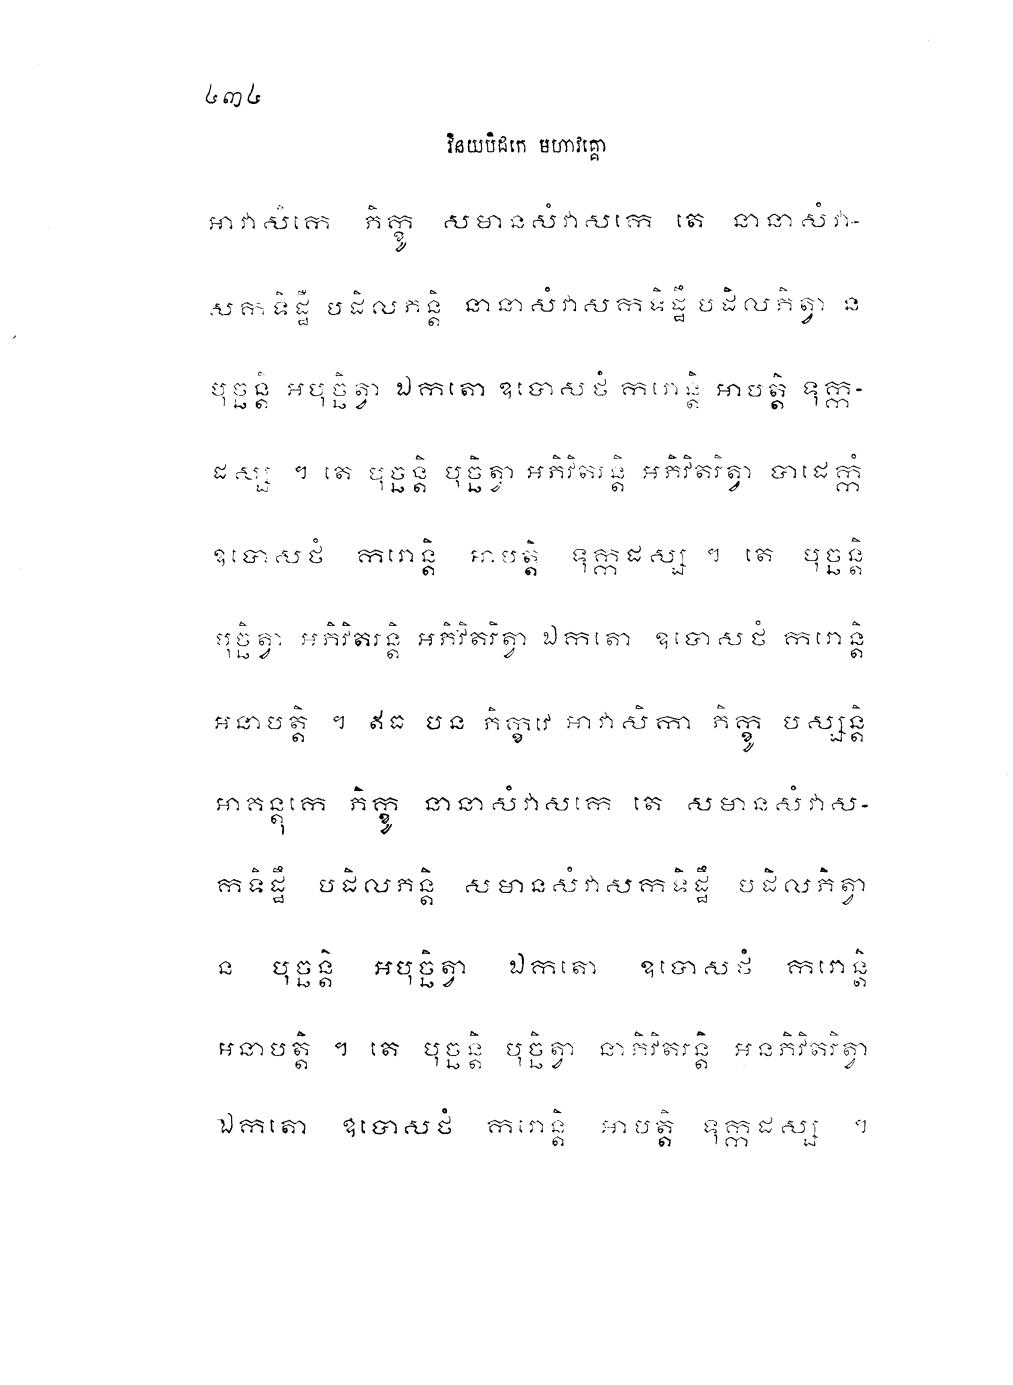 ៤៣៤
វិនយបិដកេ មហាវគ្គោ
អាវាសិកេ ភិក្ខូ សមានសំវាសកេ តេ នានាសំវា-
សកទិដ្ឋឹ បដិលភន្តិ នានាសំវាសកទិដ្ឋឹ បដិលភិត្វា ន
បុច្ឆន្តិ អបុច្ឆិត្វា ឯកតោ ឧបោសថំ ករោន្តិ អាបត្តិ ទុក្ក-
ដស្ស ។ តេ បុច្ឆន្តិ បុច្ឆិត្វា អភិវិតរន្តិ អភិវិតរិត្វា បាដេក្កំ
ឧបោសថំ ករោន្តិ អាបត្តិ ទុក្កដស្ស ។ តេ បុច្ឆន្តិ
បុច្ឆិត្វា អភិវិតរន្តិ អភិវិតរិត្វា ឯកតោ ឧបោសថំ ករោន្តិ
អនាបត្តិ ។ ឥធ បន ភិក្ខវេ អាវាសិកា ភិក្ខូ បស្សន្តិ
អាគន្តុកេ ភិក្ខូ នានាសំវាសកេ តេ សមានសំវាស-
កទិដ្ឋឹ បដិលភន្តិ សមានសំវាសកទិដ្ឋឹ បដិលភិត្វា
ន បុច្ឆន្តិ អបុច្ឆិត្វា ឯកតោ ឧបោសថំ ករោន្តិ
អនាបត្តិ ។ តេ បុច្ឆន្តិ បុច្ឆិត្វា នាភិវិតរន្តិ អនភិវិតរិត្វា
ឯកតោ ឧបោសថំ ករោន្តិ អាបត្តិ ទុក្កដស្ស ។